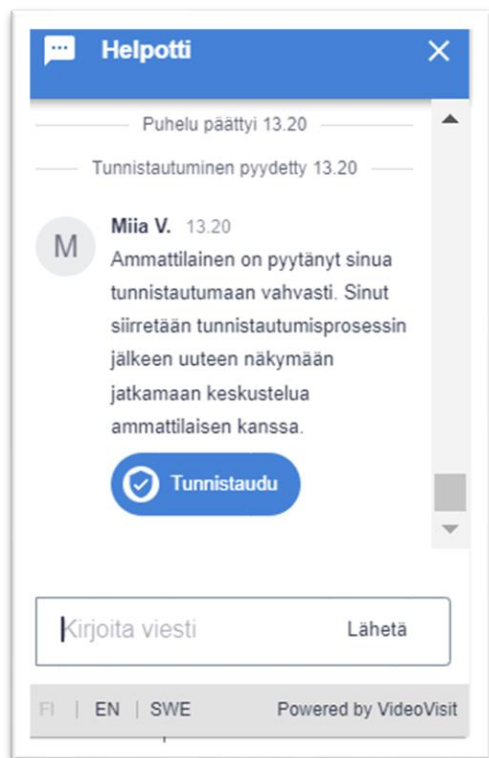 Helpotti
Puhelu päättyi 13.20
Tunnistautuminen pyydetty 13.20
M
Miia V. 13.20
Ammattilainen on pyytänyt sinua
tunnistautumaan vahvasti. Sinut
siirretään tunnistautumisprosessin
jälkeen uuteen näkymään
jatkamaan keskustelua
ammattilaisen kanssa.
Tunnistaudu
Kirjoita viesti Lähetä
FI | EN | SWE Powered by VideoVisit